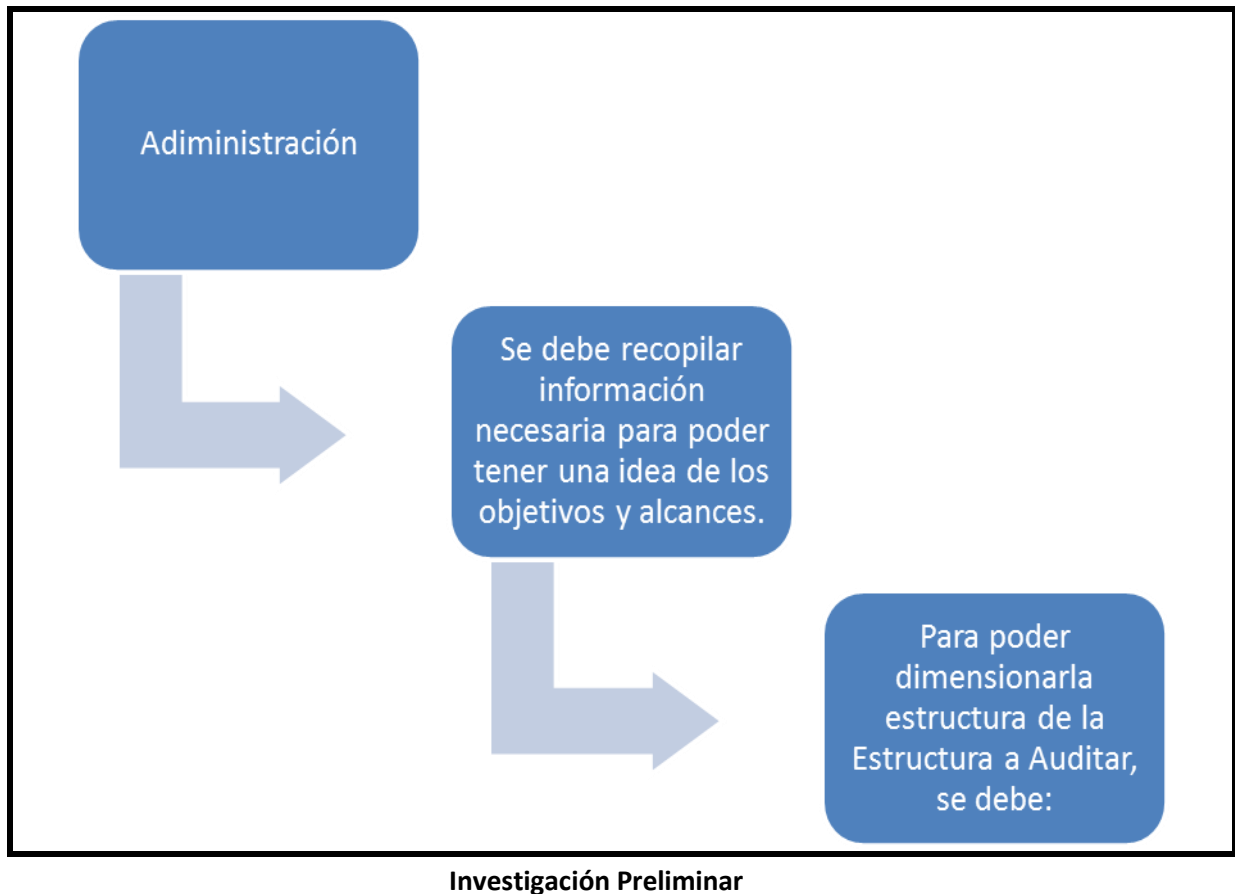 Adiministración
Se debe recopilar
información
necesaria para poder
tener una idea de los
objetivos y alcances.
Para poder
dimensionarla
estructura de la
Estructura a Auditar,
se debe:
Investigación Preliminar